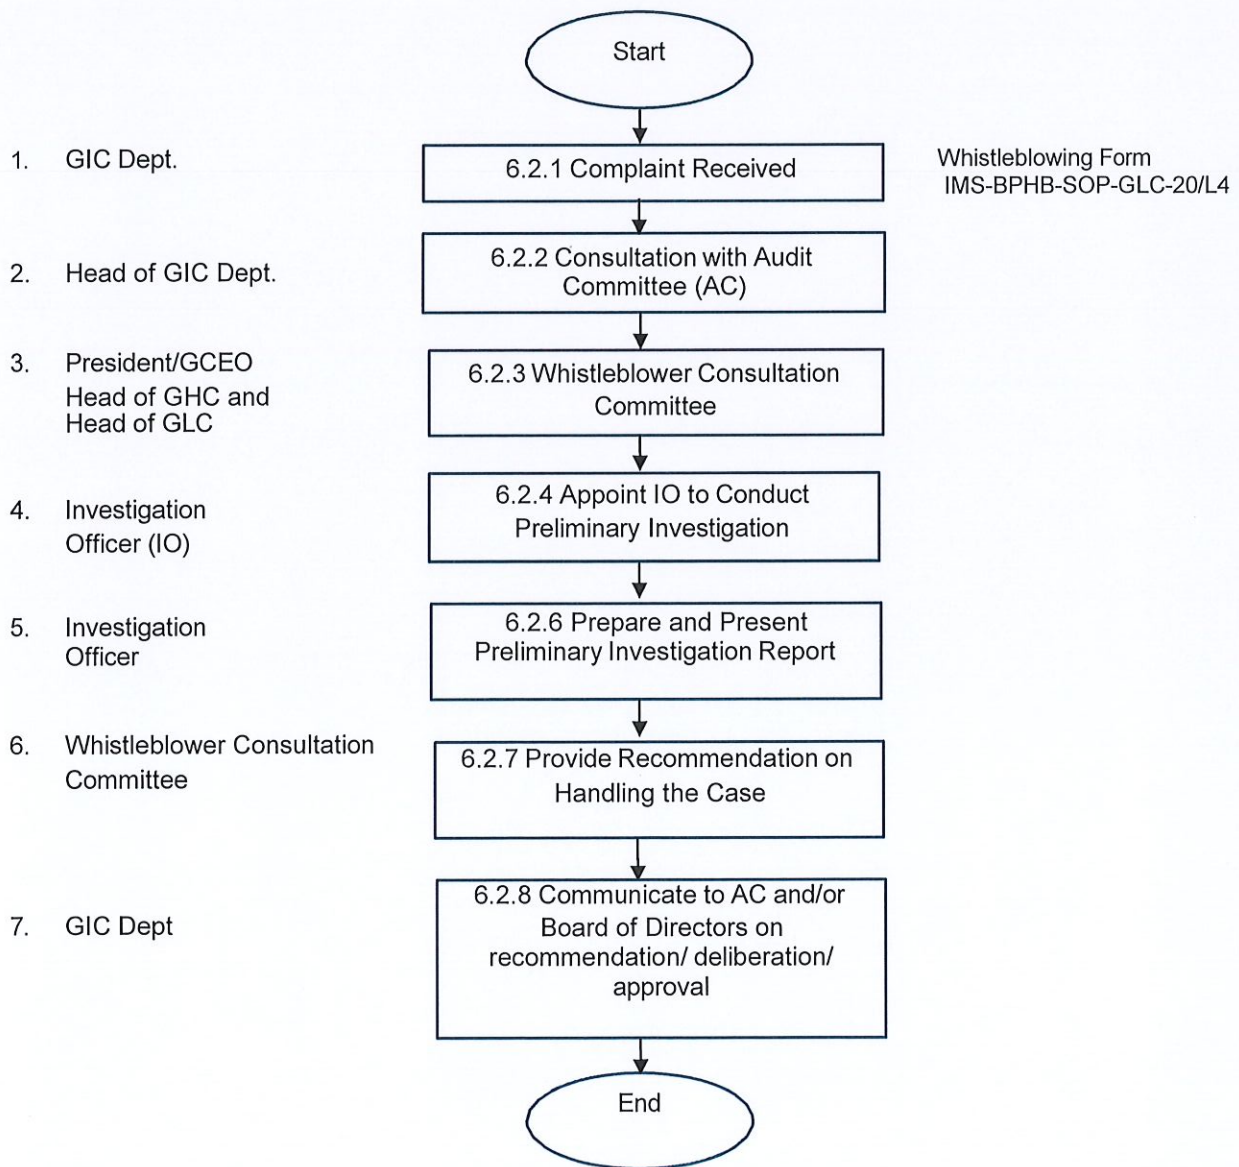 Start
1. GIC Dept.
6.2.1 Complaint Received
Whistleblowing Form
IMS-BPHB-SOP-GLC-20/L4
2. Head of GIC Dept.
6.2.2 Consultation with Audit
Committee (AC)
3. President/GCEO
Head of GHC and
Head of GLC
6.2.3 Whistleblower Consultation
Committee
4. Investigation
Officer (IO)
6.2.4 Appoint IO to Conduct
Preliminary Investigation
5. Investigation
Officer
6.2.6 Prepare and Present
Preliminary Investigation Report
6. Whistleblower Consultation
Committee
6.2.7 Provide Recommendation on
Handling the Case
7. GIC Dept
6.2.8 Communicate to AC and/or
Board of Directors on
recommendation/ deliberation/
approval
End